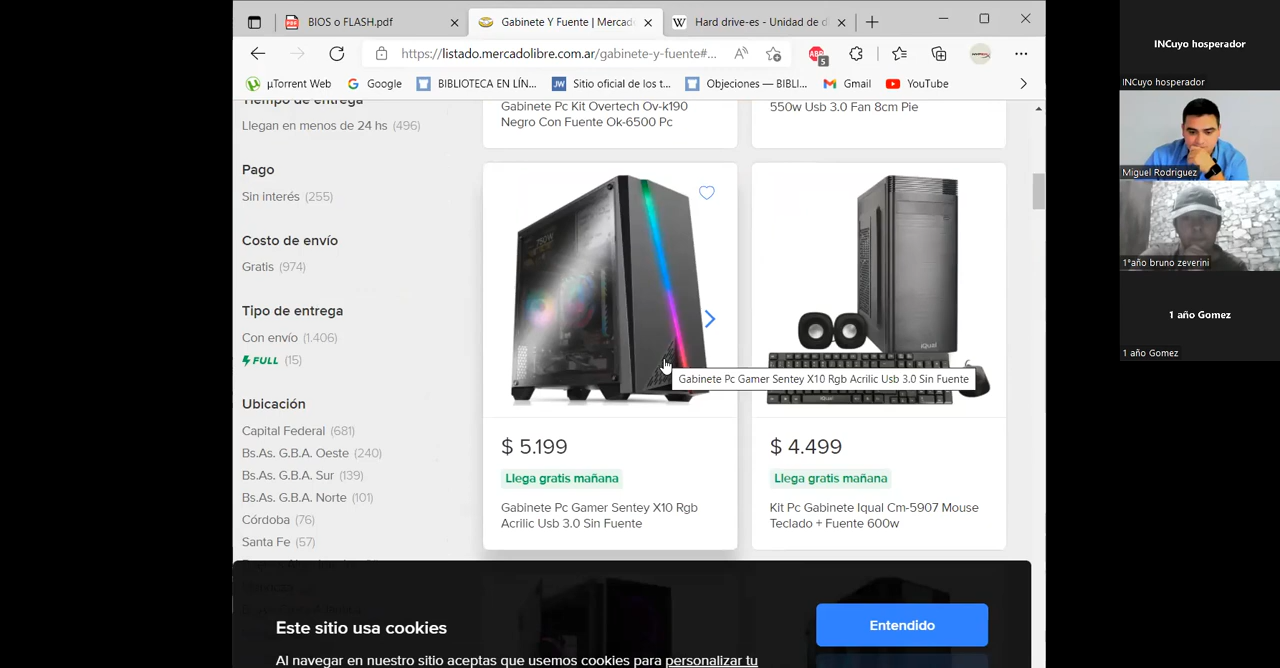 BIOS o FLASH.pdf
Gabinete Y Fuente | Merca
Hard drive-es - Unidad de d
https://listado.mercadolibre.com.ar/gabinete-y-fuente#...
ABP
5
µTorrent Web
Google
BIBLIOTECA EN LÍN...
JW
Sitio oficial de los t...
Objeciones — BIBLI...
Gmail
YouTube
Tiempo de entrega
Llegan en menos de 24 hs (496)
Pago
Sin interés (255)
Costo de envío
Gratis (974)
Tipo de entrega
Con envío (1.406)
FULL (15)
Ubicación
Capital Federal (681)
Bs.As. G.B.A. Oeste (240)
Bs.As. G.B.A. Sur (139)
Bs.As. G.B.A. Norte (101)
Córdoba (76)
Santa Fe (57)
Gabinete Pc Kit Overtech Ov-k190
Negro Con Fuente Ok-6500 Pc
550w Usb 3.0 Fan 8cm Pie
Gabinete Pc Gamer Sentey X10 Rgb Acrilic Usb 3.0 Sin Fuente
iQual
$ 5.199
Llega gratis mañana
Gabinete Pc Gamer Sentey X10 Rgb
Acrilic Usb 3.0 Sin Fuente
$ 4.499
Llega gratis mañana
Kit Pc Gabinete Iqual Cm-5907 Mouse
Teclado + Fuente 600w
Este sitio usa cookies
Al navegar en nuestro sitio aceptas que usemos cookies para personalizar tu
Entendido
INCuyo hosperador
INCuyo hosperador
Miguel Rodriguez
1°año bruno zeverini
1 año Gomez
1 año Gomez